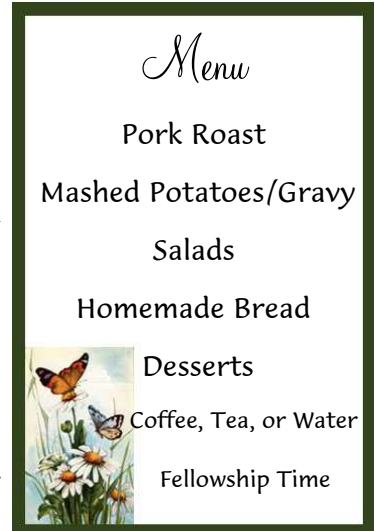 Menu
Pork Roast
Mashed Potatoes/Gravy
Salads
Homemade Bread
Desserts
Coffee, Tea, or Water
Fellowship Time